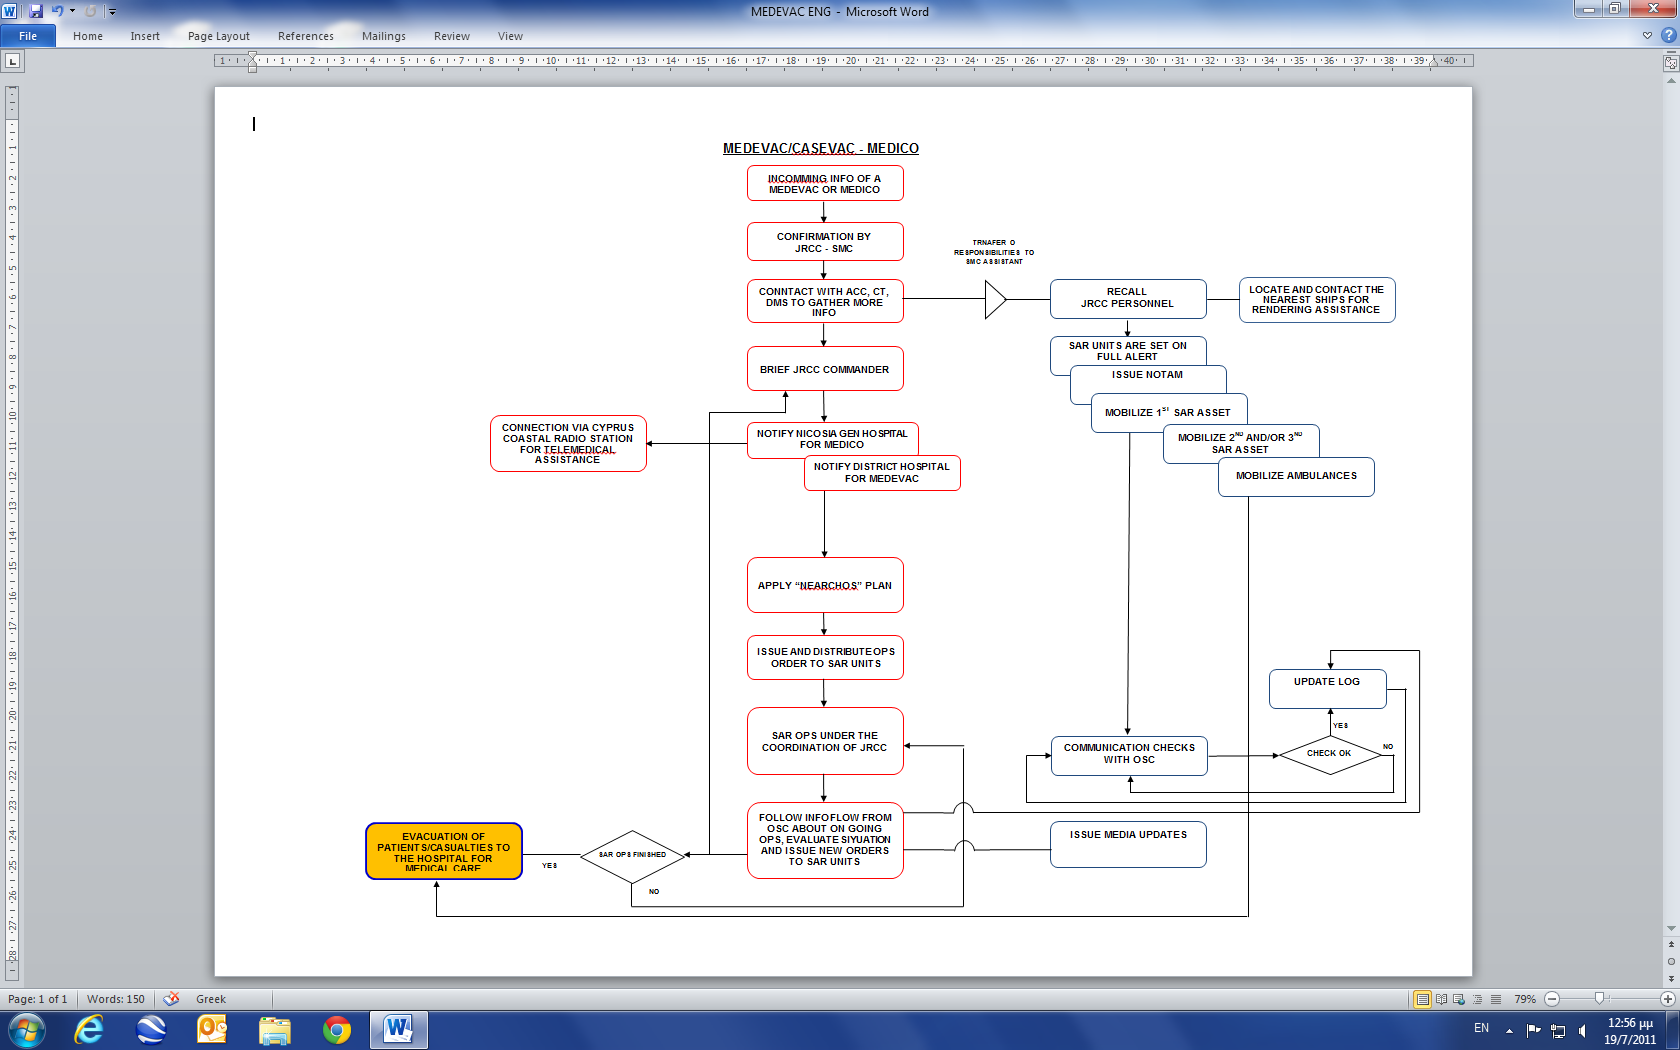 MEDEVAC ENG - Microsoft Word
File Home Insert Page Layout References Mailings Review View
MEDEVAC/CASEVAC - MEDICO
INCOMMING INFO OF A
MEDEVAC OR MEDICO
CONFIRMATION BY
JRCC - SMC
TRNAFER O
RESPONSIBILITIES TO
SMC ASSISTANT
CONNTACT WITH ACC, CT,
DMS TO GATHER MORE
INFO
RECALL
JRCC PERSONNEL
LOCATE AND CONTACT THE
NEAREST SHIPS FOR
RENDERING ASSISTANCE
BRIEF JRCC COMMANDER
SAR UNITS ARE SET ON
FULL ALERT
ISSUE NOTAM
MOBILIZE 1ST SAR ASSET
MOBILIZE 2ND AND/OR 3ND
SAR ASSET
MOBILIZE AMBULANCES
CONNECTION VIA CYPRUS
COASTAL RADIO STATION
FOR TELEMEDICAL
ASSISTANCE
NOTIFY NICOSIA GEN HOSPITAL
FOR MEDICO
NOTIFY DISTRICT HOSPITAL
FOR MEDEVAC
APPLY “NEARCHOS” PLAN
ISSUE AND DISTRIBUTE OPS
ORDER TO SAR UNITS
SAR OPS UNDER THE
COORDINATION OF JRCC
UPDATE LOG
YES
CHECK OK
NO
COMMUNICATION CHECKS
WITH OSC
FOLLOW INFOFLOW FROM
OSC ABOUT ON GOING
OPS, EVALUATE SIYUATION
AND ISSUE NEW ORDERS
TO SAR UNITS
ISSUE MEDIA UPDATES
SAR OPS FINISHED
YES
NO
EVACUATION OF
PATIENTS/CASUALTIES TO
THE HOSPITAL FOR
MEDICAL CARE
Page: 1 of 1 Words: 150 Greek 79%
EN 12:56 μμ
19/7/2011